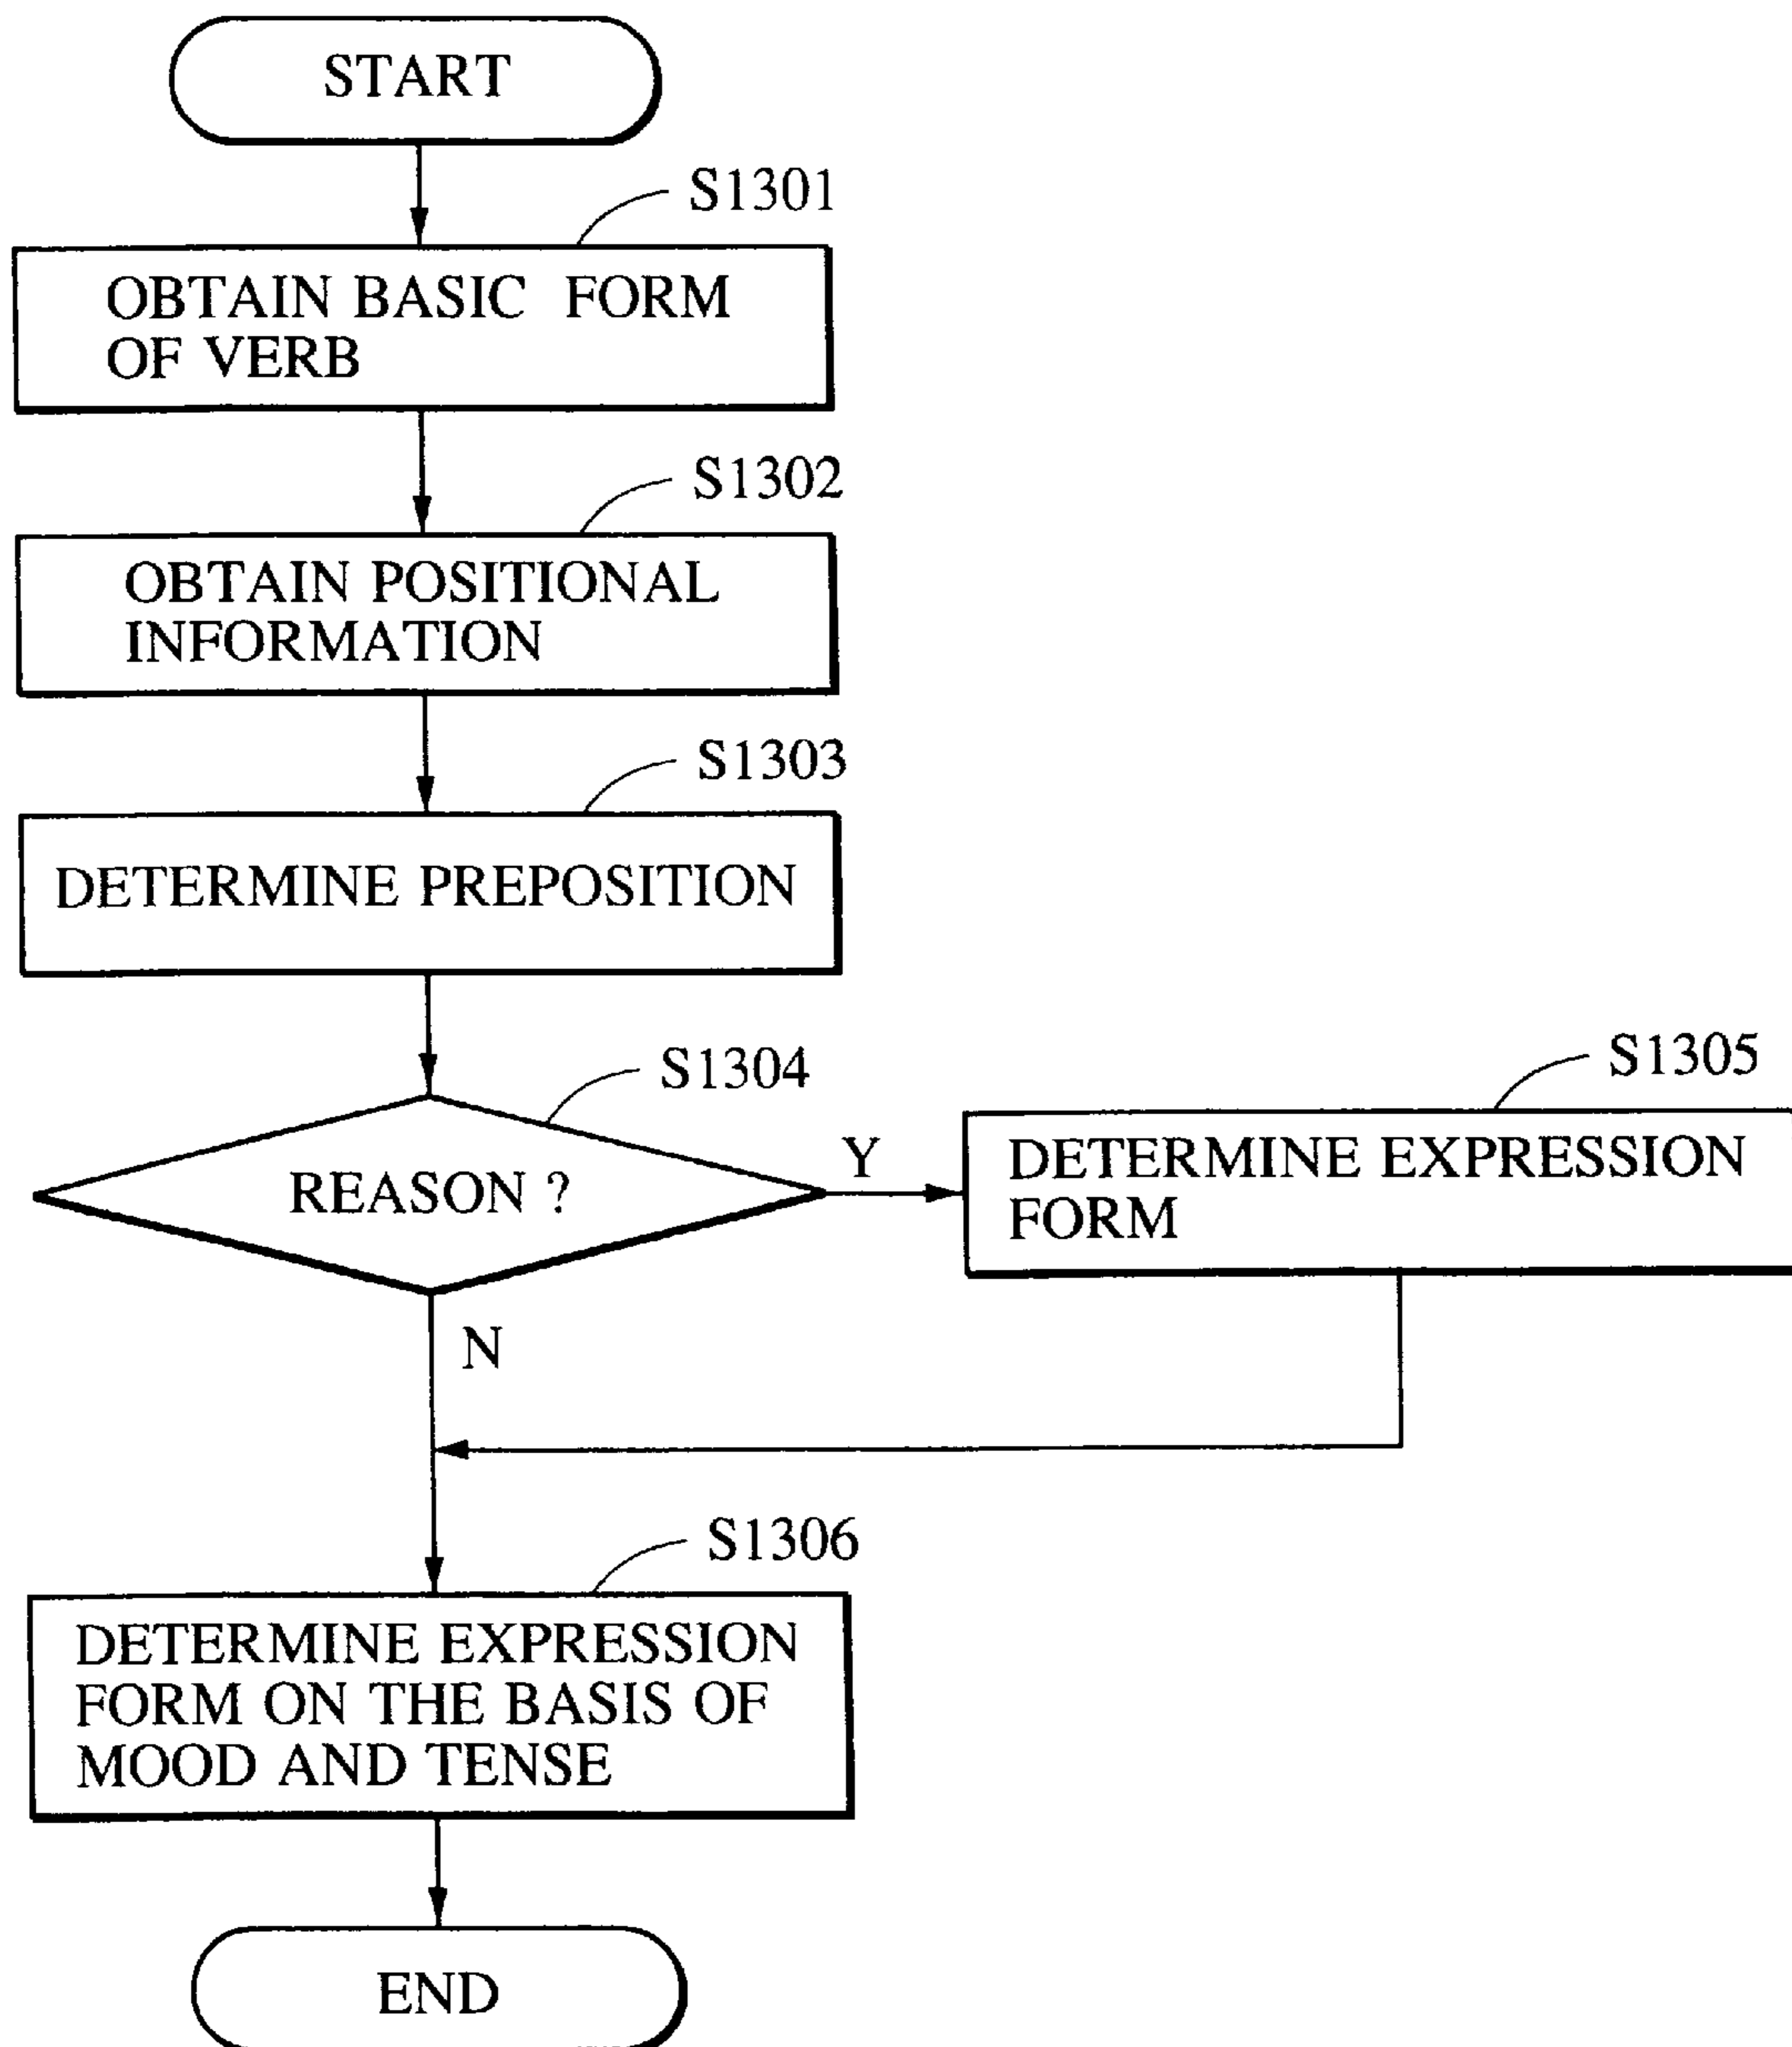 START
S1301
OBTAIN BASIC FORM
OF VERB
S1302
OBTAIN POSITIONAL
INFORMATION
S1303
DETERMINE PREPOSITION
S1304
REASON ?
Y
S1305
DETERMINE EXPRESSION
FORM
N
S1306
DETERMINE EXPRESSION
FORM ON THE BASIS OF
MOOD AND TENSE
END